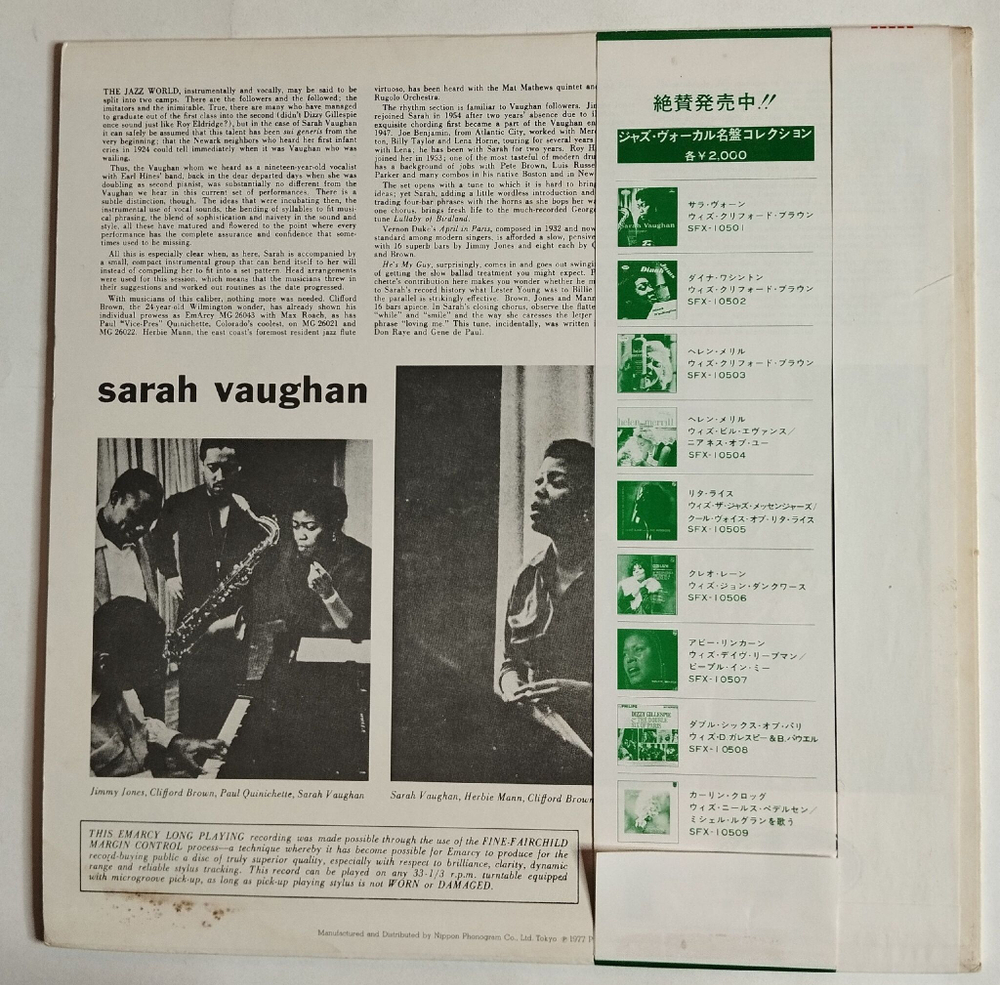 THE JAZZ WORLD, instrumentally and vocally, may be said to
split into two camps. There are the followers and the followed; the
imitators and the inimitable. True, there are many who have managed
to graduate out of the first class into the second (didn't Dizzy Gillespie
once sound just like Roy Eldridge?), but in the case of Sarah Vaughan
it can safely be assumed that this talent has been sui generis from the
very beginning; that the Newark neighbors who heard her first infant
cries in 1924 could tell immediately when it was Vaughan who was
wailing.
Thus, the Vaughan whom we heard as a nineteen-year-old vocalist
with Earl Hines' band, back in the dear departed days when she was
doubling as second pianist, was substantially no different from the
Vaughan we hear in this current set of performances. There is a
subtle distinction, though. The ideas that were incubating then, the
instrumental use of vocal sounds, the bending of syllables to fit musi-
cal phrasing, the blend of sophistication and naivety in the sound and
style, all these have matured and flowered to the point where every
performance has the complete assurance and confidence that some-
times used to be missing.
All this is especially clear when, as here, Sarah is accompanied by
a small, compact instrumental group that can bend itself to her will
instead of compelling her to fit into a set pattern. Head arrangements
were used for this session, which means that the musicians threw in
their suggestions and worked out routines as the date progressed.
With musicians of this caliber, nothing more was needed. Clifford
Brown, the 24-year-old Wilmington wonder, has already shown his
individual prowess as EmArcy MG 26043 with Max Roach, as has
Paul "Vice-Pres" Quinichette, Colorado's coolest, on MG 26021 and
MG 26022. Herbie Mann, the east coast's foremost resident jazz flute
virtuoso, has been heard with the Mat Mathews quintet and
Rugolo Orchestra.
The rhythm section is familiar to Vaughan followers. Jim
rejoined Sarah in 1954 after two years' absence due to il
exquisite chording first became a part of the Vaughan en
1947. Joe Benjamin, from Atlantic City, worked with Merc
ton, Billy Taylor and Lena Horne, touring for several years
with Lena; he has been with Sarah for two years. Roy H
joined her in 1953; one of the most tasteful of modern dru
has a background of jobs with Pete Brown, Luis Russe
Parker and many combos in his native Boston and in New
The set opens with a tune to which it is hard to bring
ideas; yet Sarah, adding a little wordless introduction and
trading four-bar phrases with the horns as she bops her wa
one chorus, brings fresh life to the much-recorded George
tune Lullaby of Birdland.
Vernon Duke's April in Paris, composed in 1932 and now
standard among modern singers, is afforded a slow, pensive
with 16 superb bars by Jimmy Jones and eight each by Q
and Brown.
He's My Guy, surprisingly, comes in and goes out swingi
of getting the slow ballad treatment you might expect. P
chette's contribution here makes you wonder whether he m
to Sarah's record history what Lester Young was to Billie
the parallel is strikingly effective. Brown, Jones and Mann
16 bars apiece. In Sarah's closing chorus, observe the flatte
"while" and "smile" and the way she caresses the letter
phrase "loving me." This tune, incidentally, was written
Don Raye and Gene de Paul.
sarah vaughan
Jimmy Jones, Clifford Brown, Paul Quinichette, Sarah Vaughan
Sarah Vaughan, Herbie Mann, Clifford Brown
THIS EMARCY LONG PLAYING recording was made possible through the use of the FINE-FAIRCHILD
MARGIN CONTROL process—a technique whereby it has become possible for Emarcy to produce for the
record-buying public a disc of truly superior quality, especially with respect to brilliance, clarity, dynamic
range and reliable stylus tracking. This record can be played on any 33-1/3 r.p.m. turntable equipped
with microgroove pick-up, as long as pick-up playing stylus is not WORN or DAMAGED.
Manufactured and Distributed by Nippon Phonogram Co., Ltd. Tokyo ℗ 1977 P
絶賛発売中!!
ジャズ・ヴォーカル名盤コレクション
各¥2,000
サラ・ヴォーン
ウィズ・クリフォード・ブラウン
SFX-10501
ダイナ・ワシントン
ウィズ・クリフォード・ブラウン
SFX-10502
ヘレン・メリル
ウィズ・クリフォード・ブラウン
SFX-10503
helen merrill
ヘレン・メリル
ウィズ・ビル・エヴァンス/
ニアネス・オブ・ユー
SFX-10504
リタ・ライス
ウィズ・ザ・ジャズ・メッセンジャーズ/
クール・ヴォイス・オブ・リタ・ライス
SFX-10505
クレオ・レーン
ウィズ・ジョン・ダンクワース
SFX-10506
アビー・リンカーン
ウィズ・デイヴ・リーブマン/
ピープル・イン・ミー
SFX-10507
DIZZY GILLESPIE
& THE DOUBLE
SIX OF PARIS
ダブル・シックス・オブ・パリ
ウィズ・D.ガレスピー&B.パウエル
SFX-10508
カーリン・クロッグ
ウィズ・ニールス・ペデルセン/
ミシェル・ルグランを歌う
SFX-10509